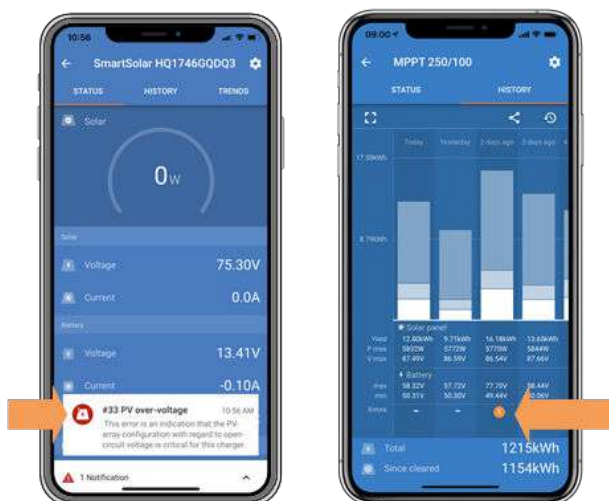 10:56
SmartSolar HQ1746GQDQ3
STATUS HISTORY TRENDS
Solar
0W
Solar
Voltage 75.30V
Current 0.0A
Battery
Voltage 13.41V
Current -0.10A
#33 PV over-voltage 10:56 AM
This error is an indication that the PV
array configuration with regard to open-
circuit voltage is critical for this charger.
1 Notification
09:00
MPPT 250/100
STATUS HISTORY
Today Yesterday 2 days ago 3 days ago
17.58kWh
8.79kWh
Solar panel
Yield 12.80kWh 9.71kWh 16.18kWh 13.63kWh
P max 5832W 5772W 5770W 5844W
V max 87.49V 86.59V 86.54V 87.66V
Battery
max 58.32V 57.72V 77.70V 58.44V
min 50.31V 50.30V 49.44V
Errors - - 1
Total 1215kWh
Since cleared 1154kWh